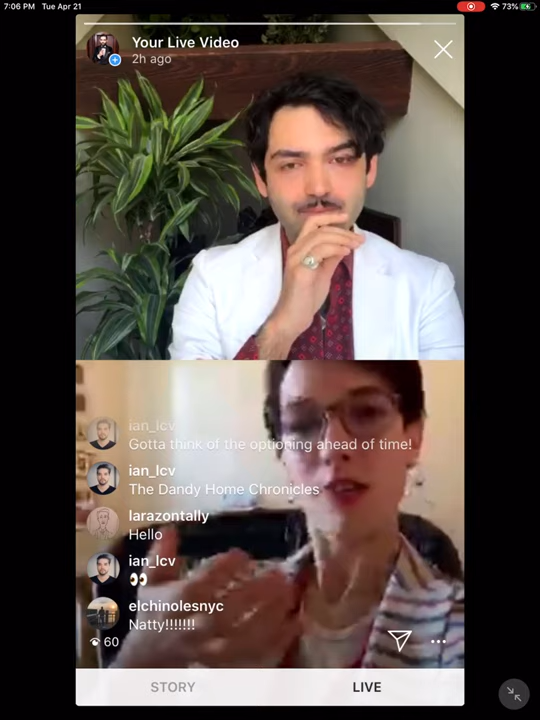 7:06 PM Tue Apr 21
73%
Your Live Video
2h ago
ian_lcv
Gotta think of the optioning ahead of time!
ian_lcv
The Dandy Home Chronicles
larazontally
Hello
ian_lcv
👀
elchinolesnyc
Natty!!!!!!!
60
STORY
LIVE